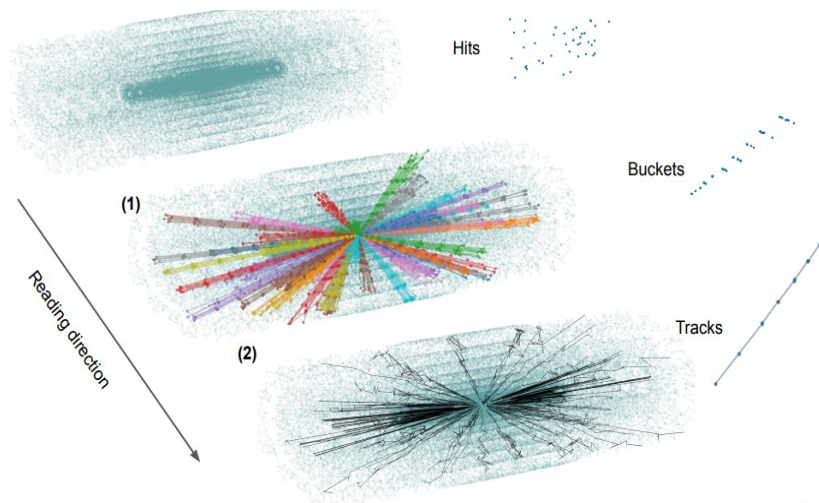 Hits
Buckets
(1)
Reading direction
Tracks
(2)